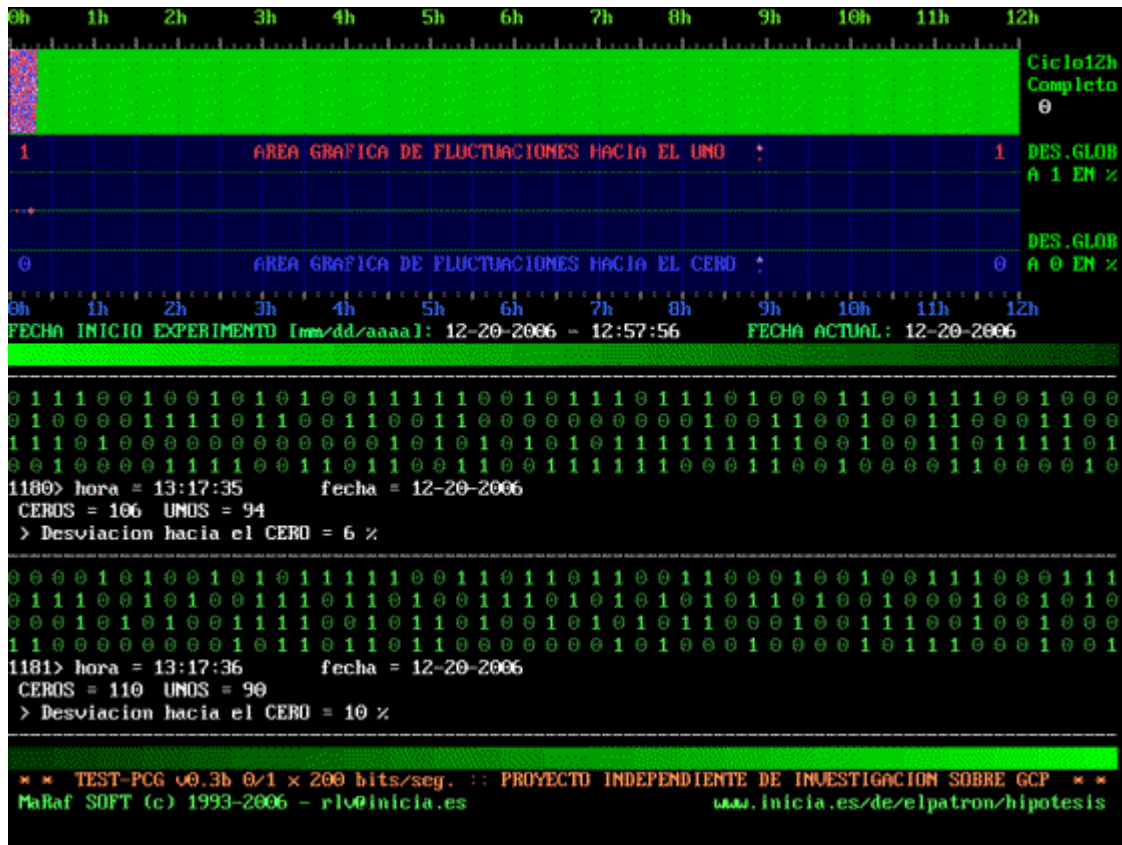 0h 1h 2h 3h 4h 5h 6h 7h 8h 9h 10h 11h 12h
Ciclo12h
Completo
0
1 AREA GRAFICA DE FLUCTUACIONES HACIA EL UNO : 1 DES.GLOB
A 1 EN %
DES.GLOB
0 AREA GRAFICA DE FLUCTUACIONES HACIA EL CERO : 0 A 0 EN %
0h 1h 2h 3h 4h 5h 6h 7h 8h 9h 10h 11h 12h
FECHA INICIO EXPERIMENTO [mm/dd/aaaa]: 12-20-2006 - 12:57:56 FECHA ACTUAL: 12-20-2006
0 1 1 1 0 0 1 0 0 1 0 1 0 1 0 0 1 1 1 1 1 0 0 1 0 1 1 1 0 1 1 1 0 1 0 0 0 1 1 0 0 1 1 1 0 0 1 0 0 0
1 1 1 0 1 0 0 0 0 0 0 0 0 0 0 0 0 1 0 1 0 1 0 1 0 1 0 1 1 1 1 1 1 1 1 1 0 0 1 0 0 1 1 0 1 1 1 1 0 1
0 0 1 0 0 0 0 1 1 1 1 0 0 1 1 0 1 1 0 0 1 1 0 0 1 1 1 1 1 1 0 0 0 1 1 0 0 1 0 0 0 0 1 1 0 0 0 0 1 0
1180> hora = 13:17:35 fecha = 12-20-2006
CEROS = 106 UNOS = 94
> Desviacion hacia el CERO = 6 %
0 0 0 0 1 0 1 0 0 1 0 1 0 1 1 1 1 1 0 0 1 1 0 1 1 0 1 1 0 0 1 1 0 0 0 1 0 0 1 0 0 1 1 1 0 0 0 1 1 1
1181> hora = 13:17:36 fecha = 12-20-2006
CEROS = 110 UNOS = 90
> Desviacion hacia el CERO = 10 %
* * TEST-PCG v0.3b 0/1 x 200 bits/seg. :: PROYECTO INDEPENDIENTE DE INVESTIGACION SOBRE GCP * *
MaRaf SOFT (c) 1993-2006 - rlv@inicia.es www.inicia.es/de/elpatron/hipotesis